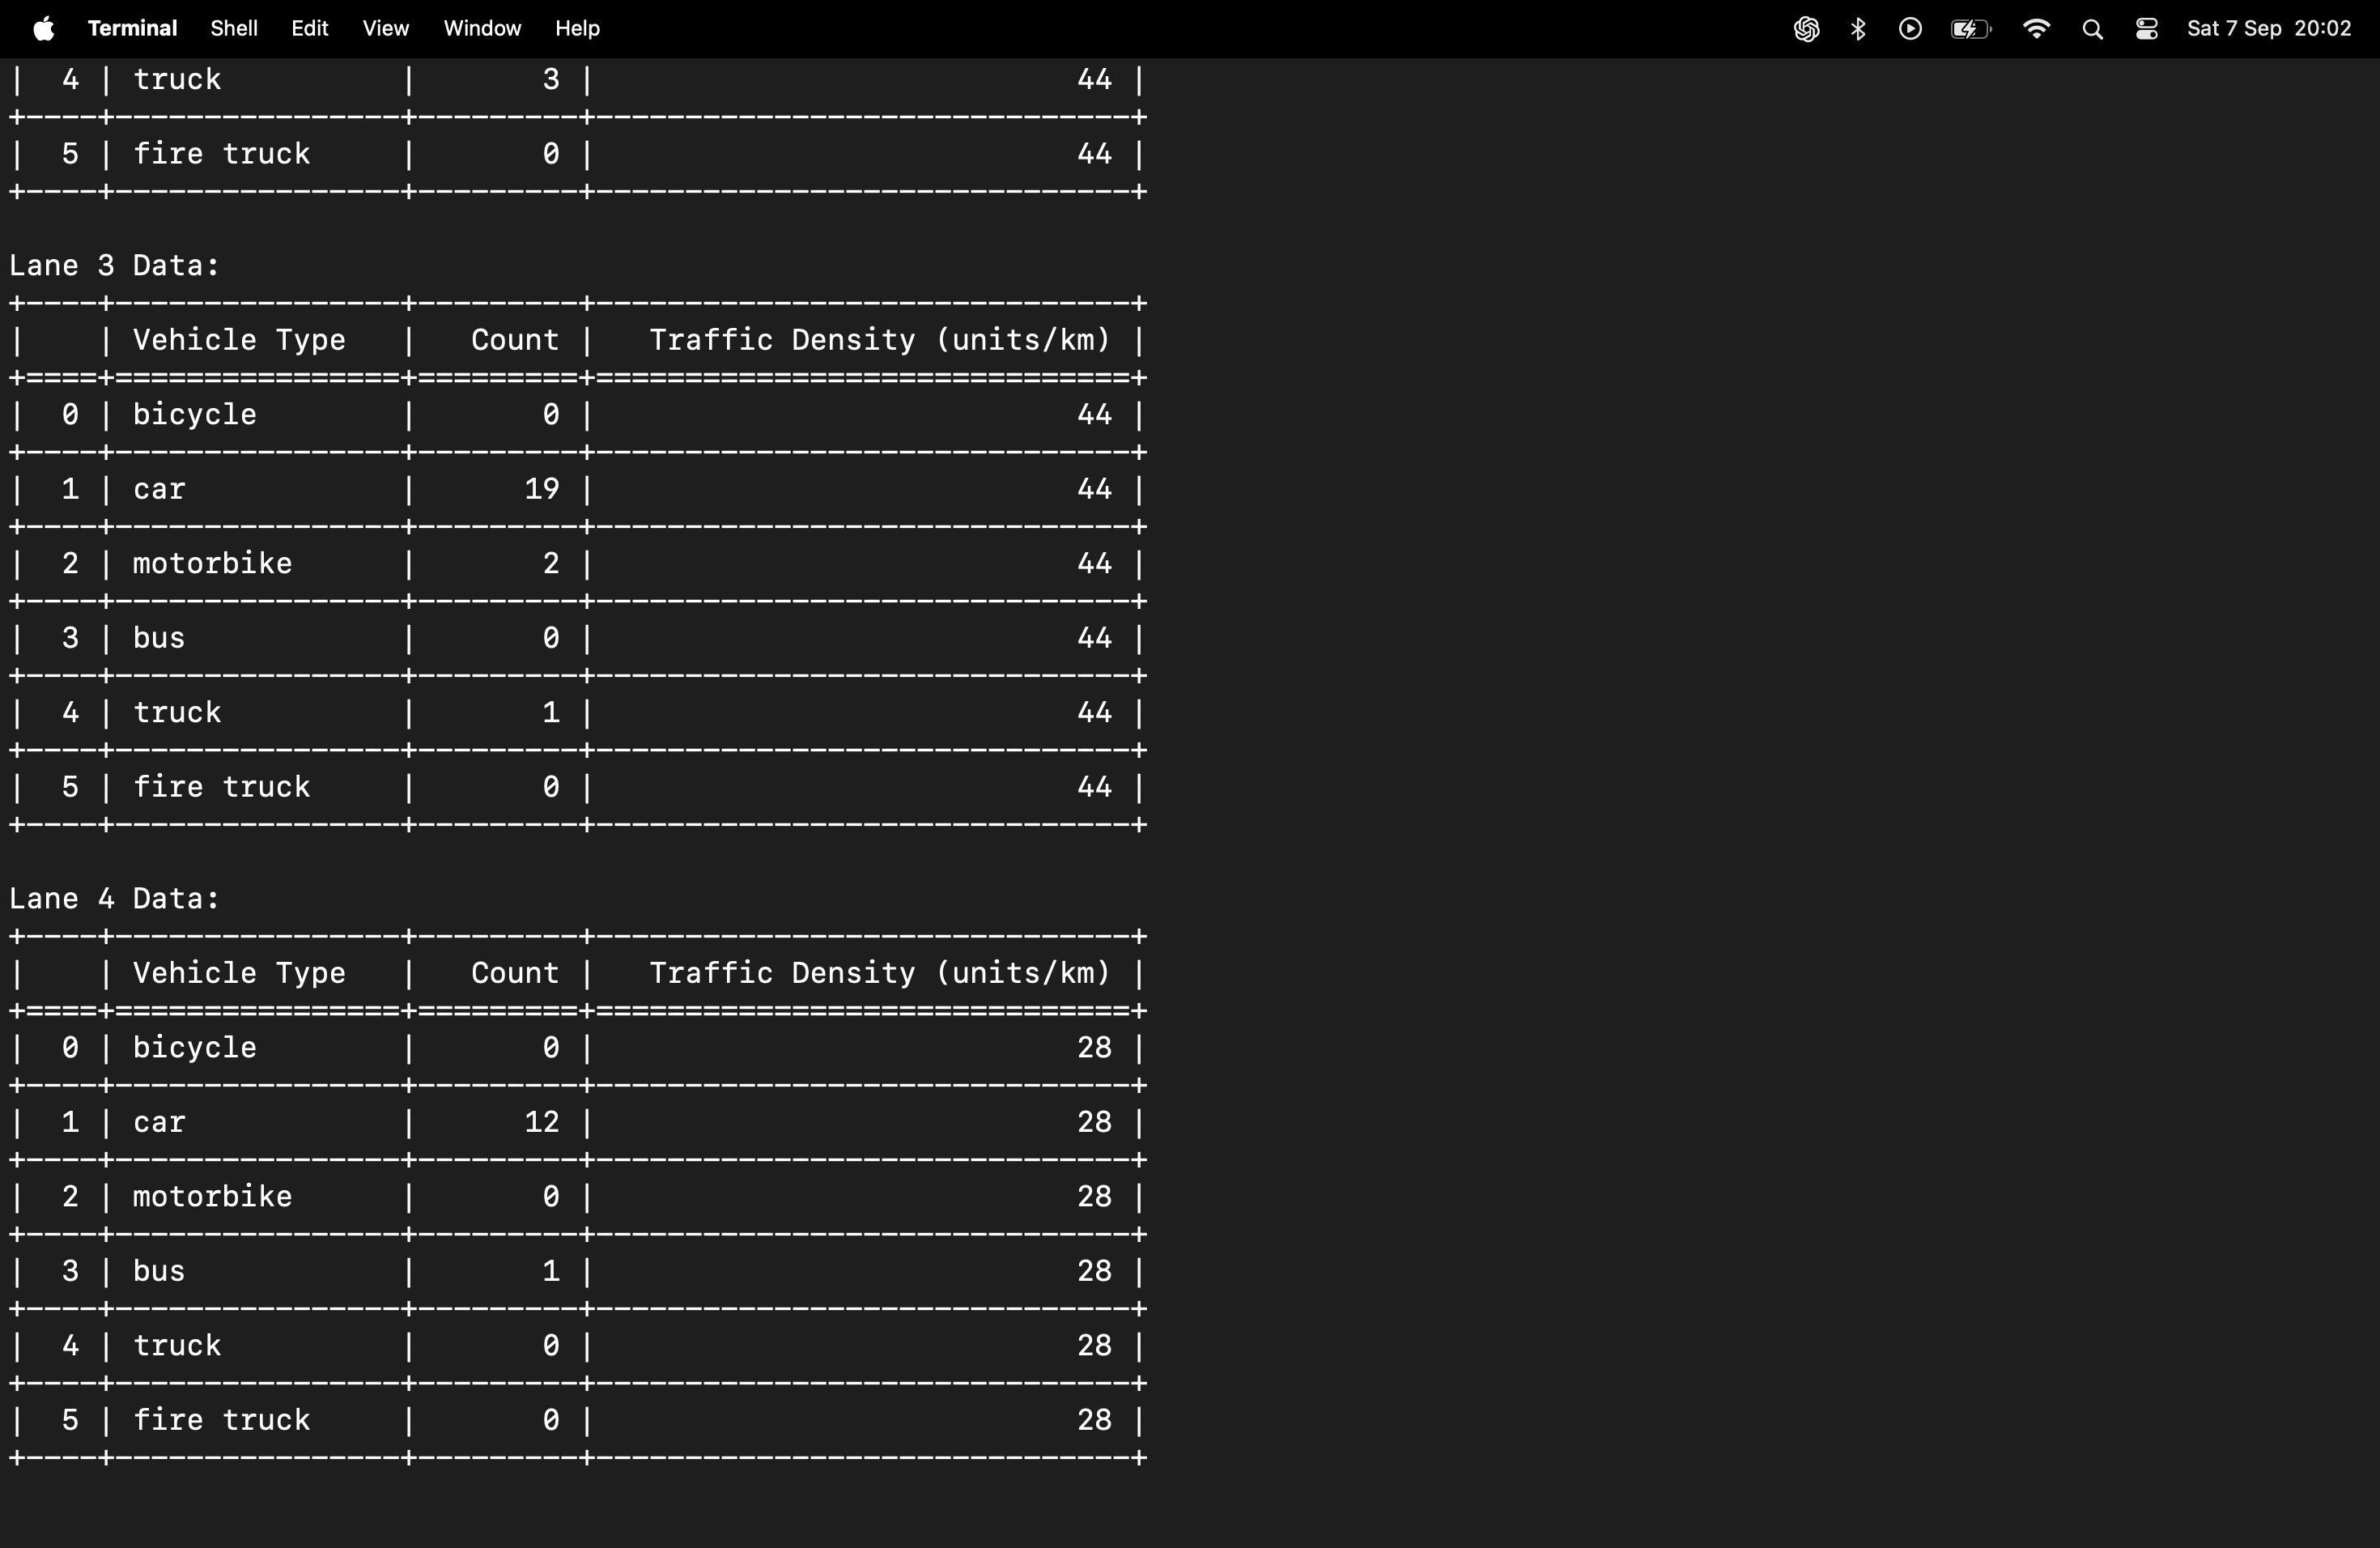 Terminal Shell Edit View Window Help Sat 7 Sep 20:02
|  4 | truck          |       3 |                           44 |
+----+----------------+---------+------------------------------+
|  5 | fire truck     |       0 |                           44 |
+----+----------------+---------+------------------------------+
Lane 3 Data:
+----+----------------+---------+------------------------------+
|    | Vehicle Type   |   Count |   Traffic Density (units/km) |
+====+================+=========+==============================+
|  0 | bicycle        |       0 |                           44 |
+----+----------------+---------+------------------------------+
|  1 | car            |      19 |                           44 |
+----+----------------+---------+------------------------------+
|  2 | motorbike      |       2 |                           44 |
+----+----------------+---------+------------------------------+
|  3 | bus            |       0 |                           44 |
+----+----------------+---------+------------------------------+
|  4 | truck          |       1 |                           44 |
+----+----------------+---------+------------------------------+
|  5 | fire truck     |       0 |                           44 |
+----+----------------+---------+------------------------------+
Lane 4 Data:
+----+----------------+---------+------------------------------+
|    | Vehicle Type   |   Count |   Traffic Density (units/km) |
+====+================+=========+==============================+
|  0 | bicycle        |       0 |                           28 |
+----+----------------+---------+------------------------------+
|  1 | car            |      12 |                           28 |
+----+----------------+---------+------------------------------+
|  2 | motorbike      |       0 |                           28 |
+----+----------------+---------+------------------------------+
|  3 | bus            |       1 |                           28 |
+----+----------------+---------+------------------------------+
|  4 | truck          |       0 |                           28 |
+----+----------------+---------+------------------------------+
|  5 | fire truck     |       0 |                           28 |
+----+----------------+---------+------------------------------+